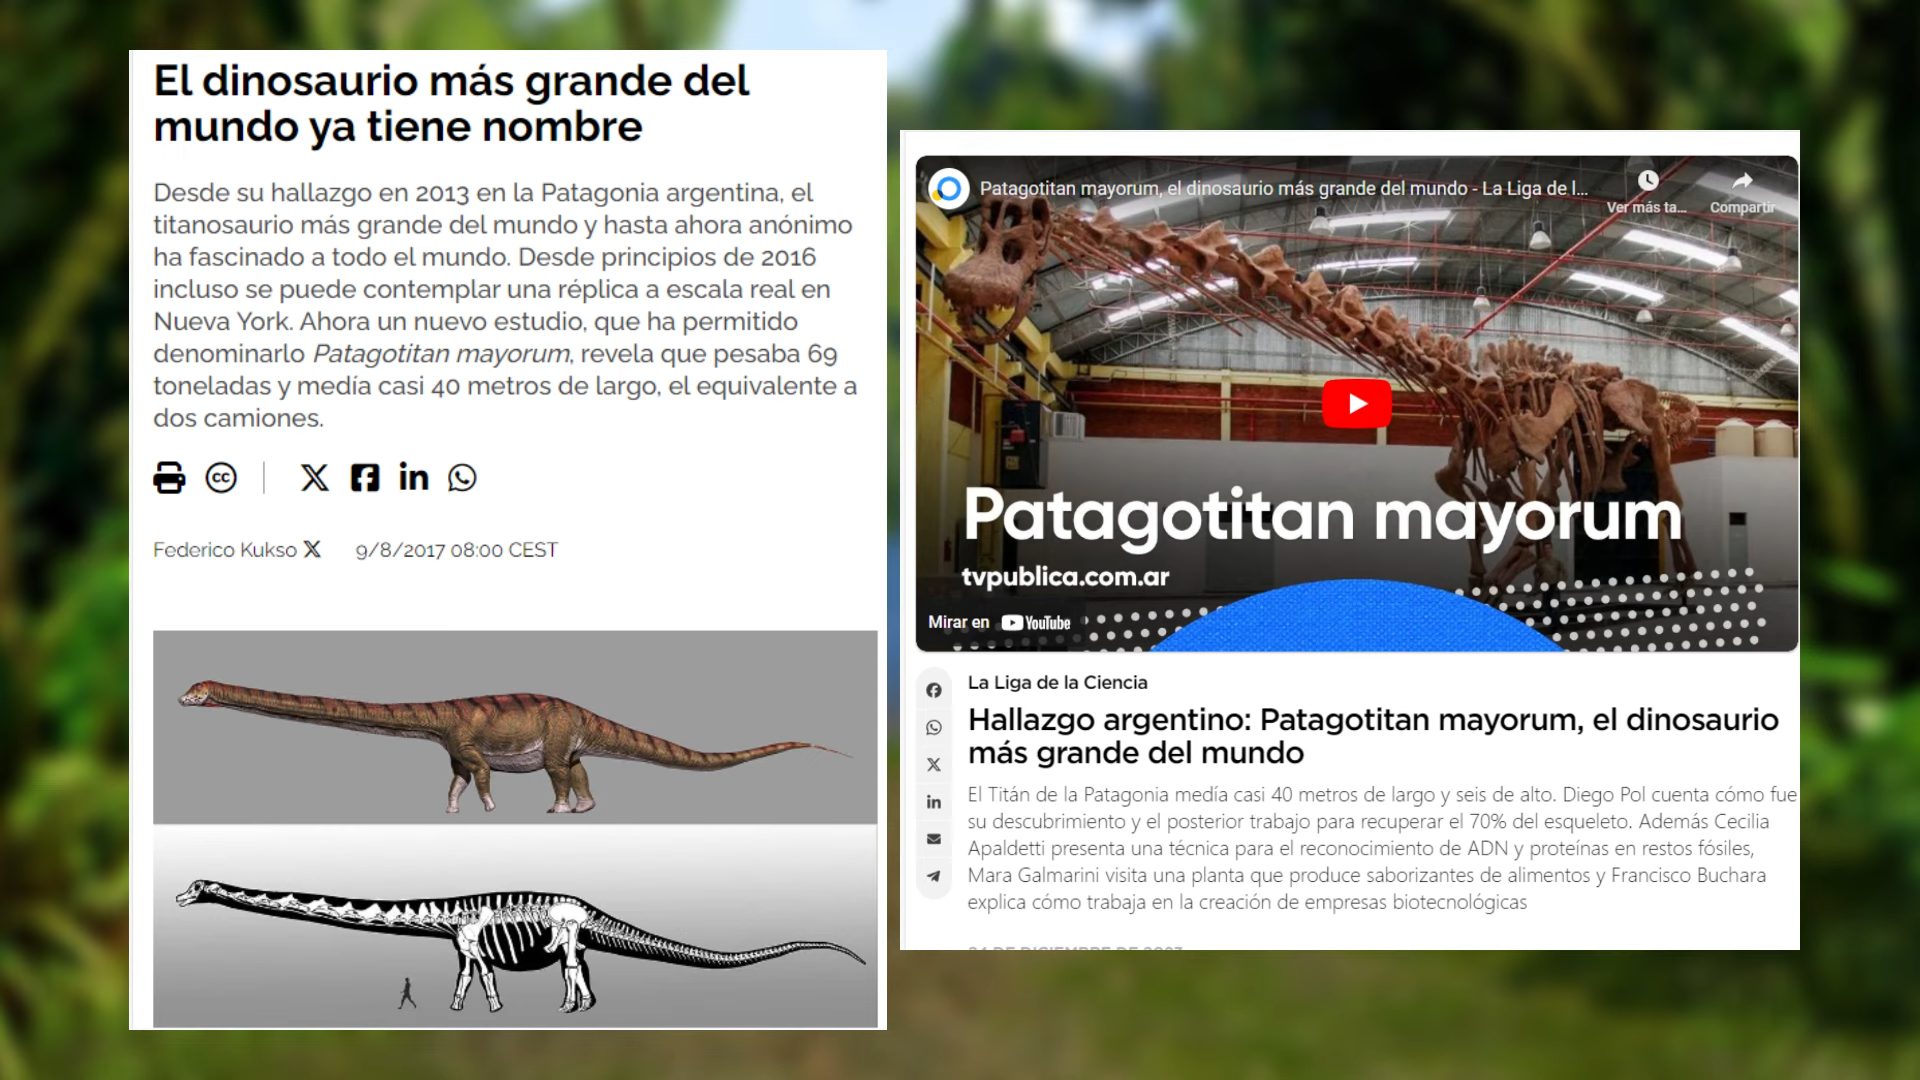 El dinosaurio más grande del
mundo ya tiene nombre
Desde su hallazgo en 2013 en la Patagonia argentina, el
titanosaurio más grande del mundo y hasta ahora anónimo
ha fascinado a todo el mundo. Desde principios de 2016
incluso se puede contemplar una réplica a escala real en
Nueva York. Ahora un nuevo estudio, que ha permitido
denominarlo Patagotitan mayorum, revela que pesaba 69
toneladas y medía casi 40 metros de largo, el equivalente a
dos camiones.
Federico Kukso X 9/8/2017 08:00 CEST
Patagotitan mayorum, el dinosaurio más grande del mundo - La Liga de l...
Ver más ta...
Compartir
Patagotitan mayorum
tvpublica.com.ar
Mirar en YouTube
La Liga de la Ciencia
Hallazgo argentino: Patagotitan mayorum, el dinosaurio
más grande del mundo
El Titán de la Patagonia medía casi 40 metros de largo y seis de alto. Diego Pol cuenta cómo fue
su descubrimiento y el posterior trabajo para recuperar el 70% del esqueleto. Además Cecilia
Apaldetti presenta una técnica para el reconocimiento de ADN y proteínas en restos fósiles,
Mara Galmarini visita una planta que produce saborizantes de alimentos y Francisco Buchara
explica cómo trabaja en la creación de empresas biotecnológicas